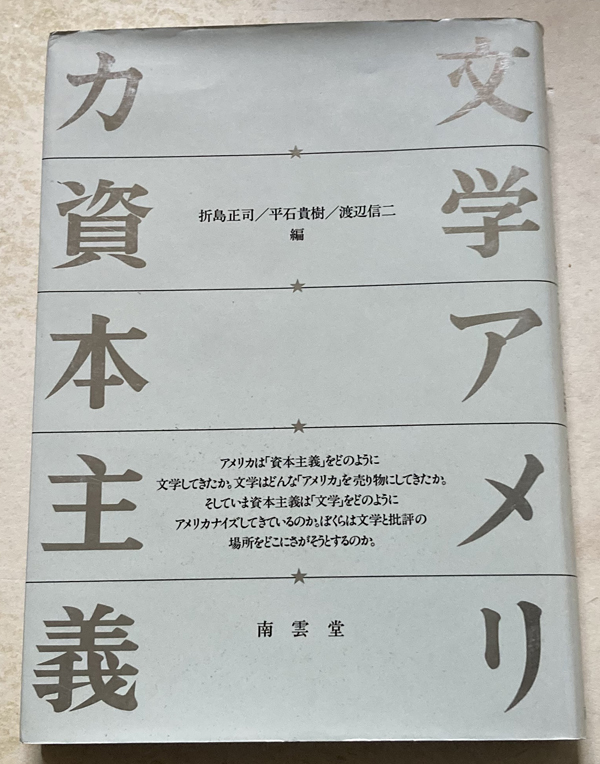 文学アメリ
カ資本主義
折島正司／平石貴樹／渡辺信二
編
アメリカは「資本主義」をどのように
文学してきたか。文学はどんな「アメリカ」を売り物にしてきたか。
そしていま資本主義は「文学」をどのように
アメリカナイズしてきているのか。ぼくらは文学と批評の
場所をどこにさがそうとするのか。
南雲堂